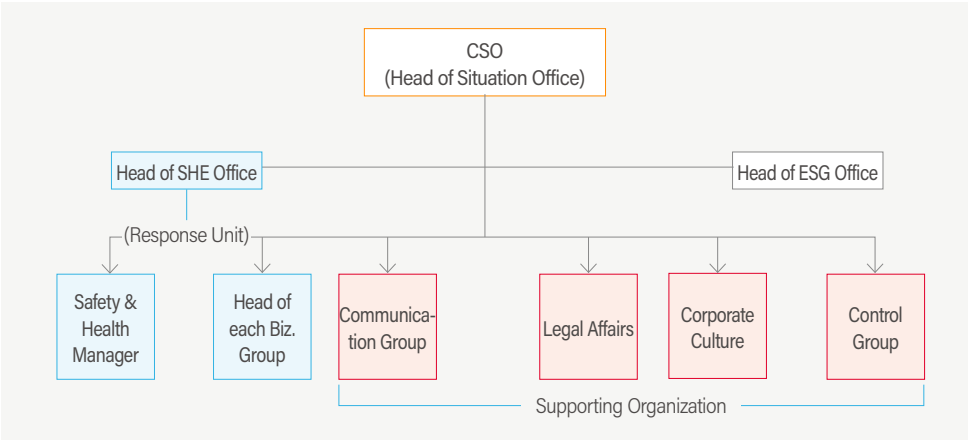 CSO
(Head of Situation Office)
Head of SHE Office
Head of ESG Office
(Response Unit)
Safety &
Health
Manager
Head of
each Biz.
Group
Communica-
tion Group
Legal Affairs
Corporate
Culture
Control
Group
Supporting Organization